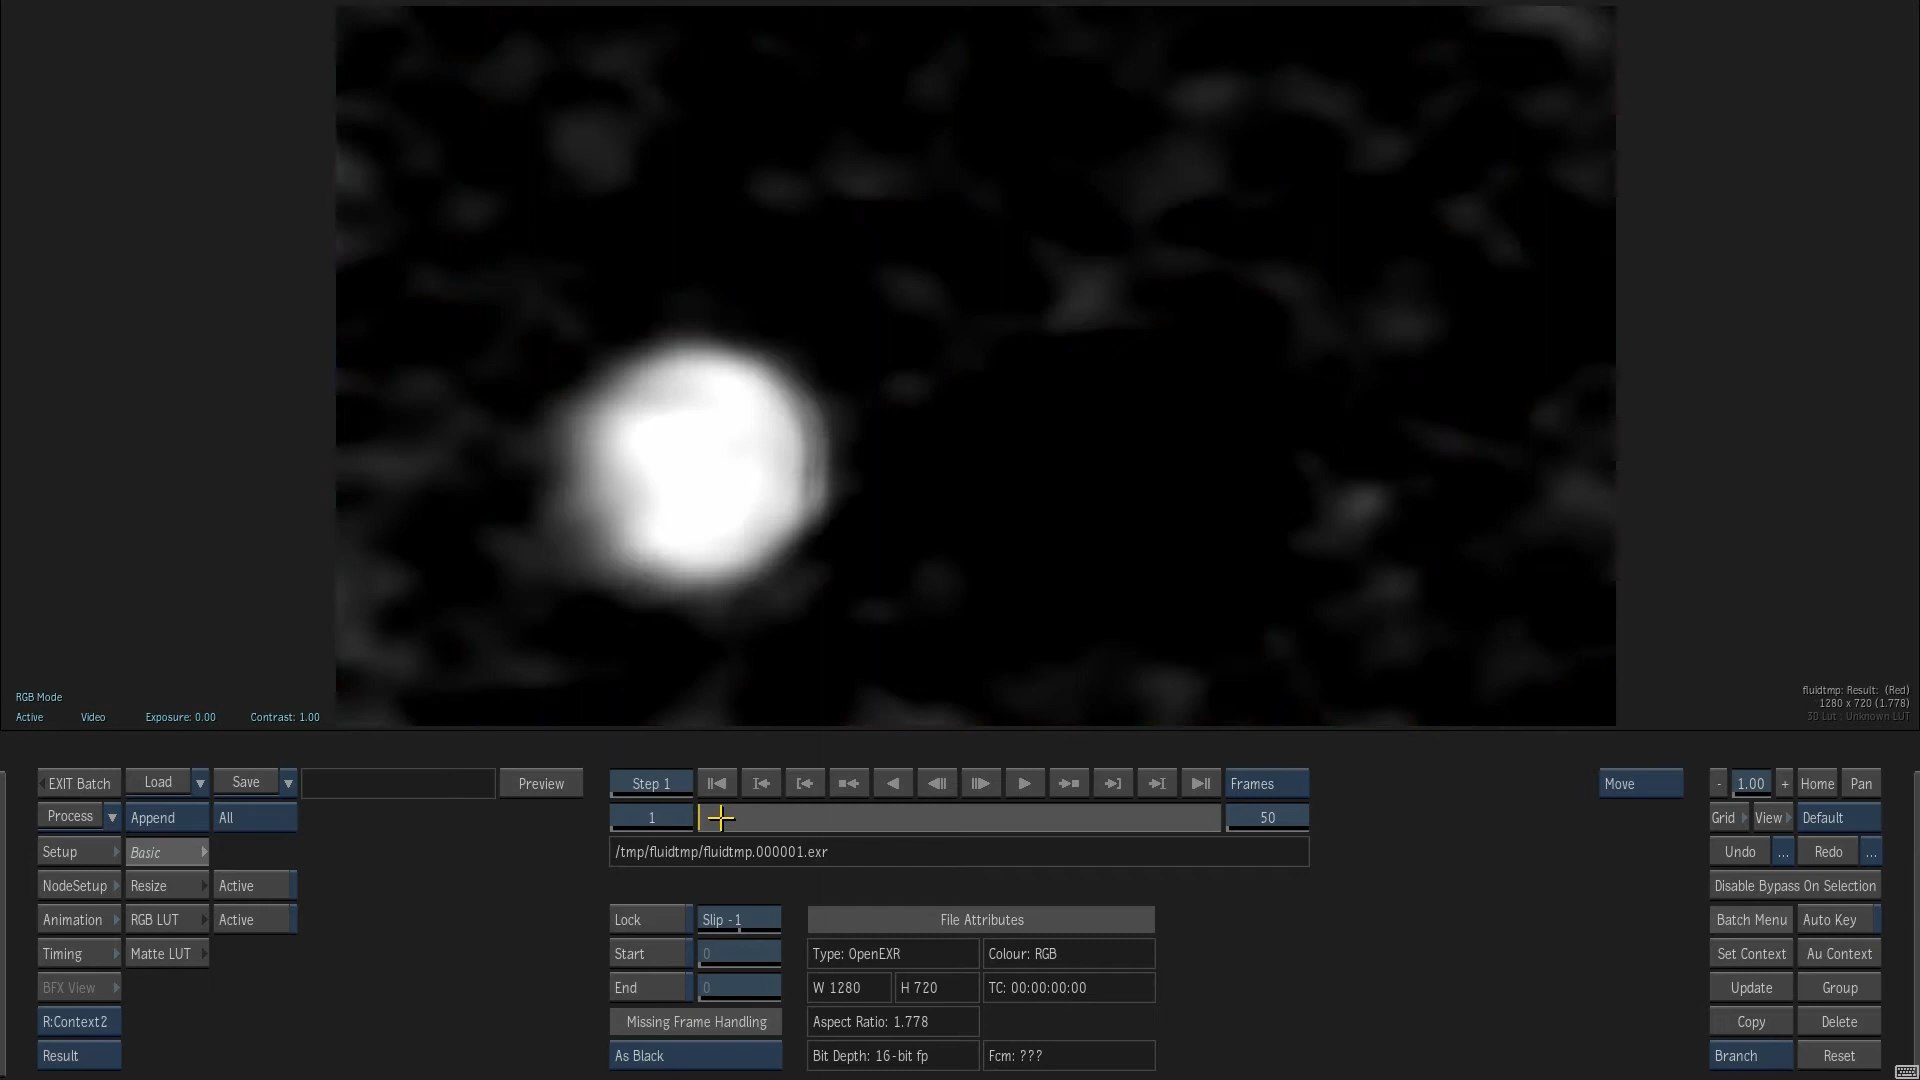 RGB Mode
Active Video Exposure: 0.00 Contrast: 1.00
fluidtmp: Result: (Red)
1280 x 720 (1.778)
3D Lut : Unknown LUT
EXIT Batch Load Save Preview Step 1 Frames Move - 1.00 + Home Pan
Process Append All 1 50 Grid View Default
Setup Basic /tmp/fluidtmp/fluidtmp.000001.exr Undo ... Redo ...
NodeSetup Resize Active Disable Bypass On Selection
Animation RGB LUT Active Lock Slip -1 File Attributes Batch Menu Auto Key
Timing Matte LUT Start 0 Type: OpenEXR Colour: RGB Set Context Au Context
BFX View End 0 W 1280 H 720 TC: 00:00:00:00 Update Group
R:Context2 Missing Frame Handling Aspect Ratio: 1.778 Copy Delete
Result As Black Bit Depth: 16-bit fp Fcm: ??? Branch Reset